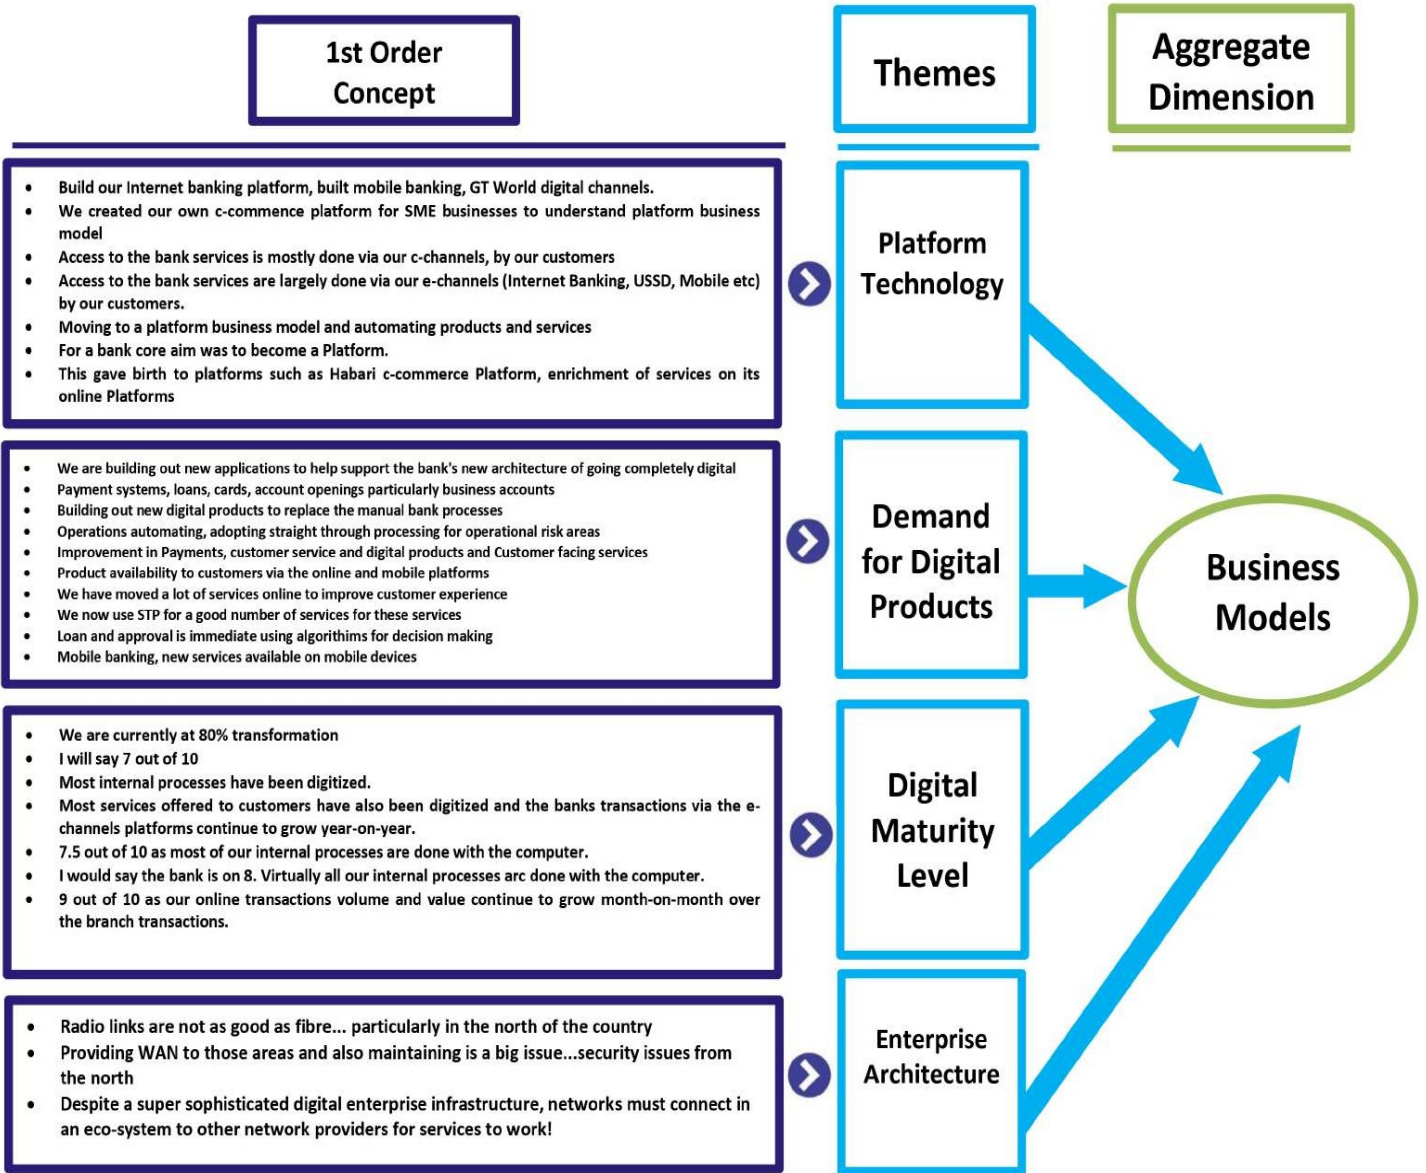 1st Order
Concept
Themes
Aggregate
Dimension
• Build our Internet banking platform, built mobile banking, GT World digital channels.
• We created our own c-commence platform for SME businesses to understand platform business
model
• Access to the bank services is mostly done via our c-channels, by our customers
• Access to the bank services are largely done via our e-channels (Internet Banking, USSD, Mobile etc)
by our customers.
• Moving to a platform business model and automating products and services
• For a bank core aim was to become a Platform.
• This gave birth to platforms such as Habari c-commerce Platform, enrichment of services on its
online Platforms
Platform
Technology
• We are building out new applications to help support the bank's new architecture of going completely digital
• Payment systems, loans, cards, account openings particularly business accounts
• Building out new digital products to replace the manual bank processes
• Operations automating, adopting straight through processing for operational risk areas
• Improvement in Payments, customer service and digital products and Customer facing services
• Product availability to customers via the online and mobile platforms
• We have moved a lot of services online to improve customer experience
• We now use STP for a good number of services for these services
• Loan and approval is immediate using algorithims for decision making
• Mobile banking, new services available on mobile devices
Demand
for Digital
Products
Business
Models
• We are currently at 80% transformation
• I will say 7 out of 10
• Most internal processes have been digitized.
• Most services offered to customers have also been digitized and the banks transactions via the e-
channels platforms continue to grow year-on-year.
• 7.5 out of 10 as most of our internal processes are done with the computer.
• I would say the bank is on 8. Virtually all our internal processes arc done with the computer.
• 9 out of 10 as our online transactions volume and value continue to grow month-on-month over
the branch transactions.
Digital
Maturity
Level
• Radio links are not as good as fibre... particularly in the north of the country
• Providing WAN to those areas and also maintaining is a big issue...security issues from
the north
• Despite a super sophisticated digital enterprise infrastructure, networks must connect in
an eco-system to other network providers for services to work!
Enterprise
Architecture